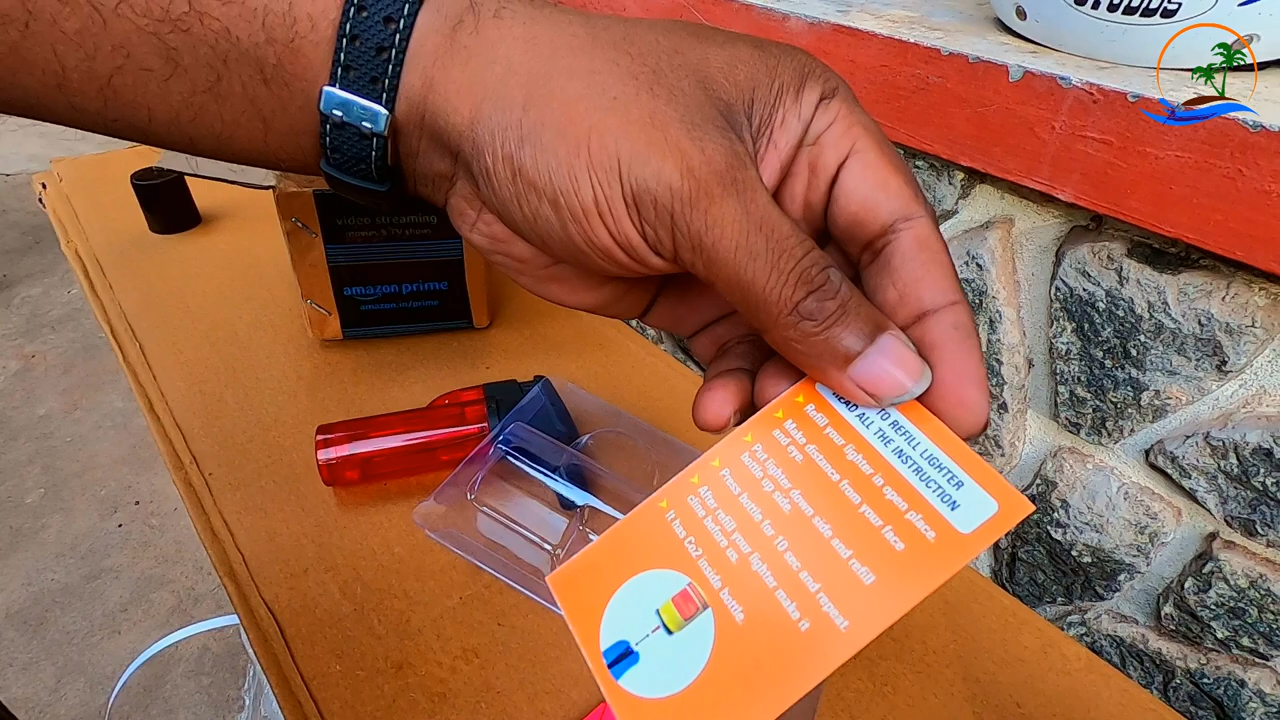 STUDDS
video streaming
movies & TV shows
amazon prime
amazon.in/prime
TO REFILL LIGHTER
READ ALL THE INSTRUCTION
Refill your lighter in open place.
Make distance from your face
and eye.
Put lighter down side and refill
bottle up side.
Press bottle for 10 sec and repeat.
After refill your lighter make it
cline before us.
It has Co2 inside bottle.